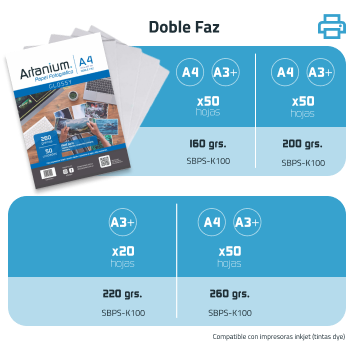 Doble Faz
Artanium.
Papel Fotográfico
A4
GLOSSY
260
50
A4 A3+
x50
hojas
160 grs.
SBPS-K100
A4 A3+
x50
hojas
200 grs.
SBPS-K100
A3+
x20
hojas
220 grs.
SBPS-K100
A4 A3+
x50
hojas
260 grs.
SBPS-K100
Compatible con impresoras inkjet (tintas dye)